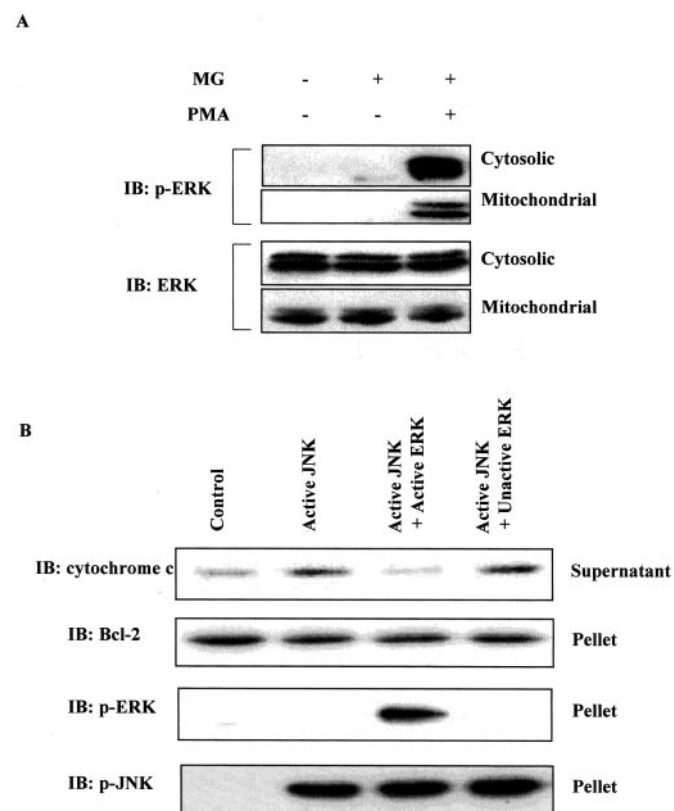 A
MG - + +
PMA - - +
IB: p-ERK
Cytosolic
Mitochondrial
IB: ERK
Cytosolic
Mitochondrial
B
Control
Active JNK
Active JNK
+ Active ERK
Active JNK
+ Unactive ERK
IB: cytochrome c
Supernatant
IB: Bcl-2
Pellet
IB: p-ERK
Pellet
IB: p-JNK
Pellet